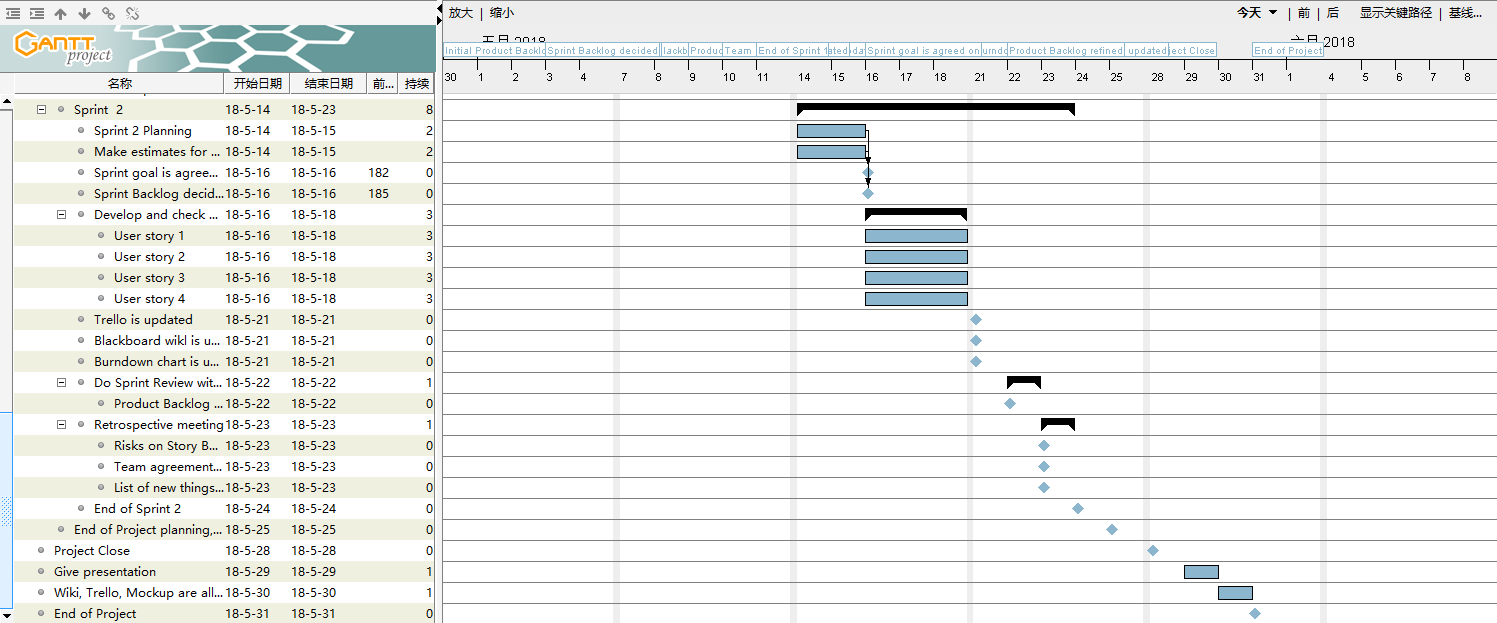 放大 | 缩小
今天 | 前 | 后 显示关键路径 | 基线...
GANTT project
五月 2018
六月 2018
Initial Product Backlo Sprint Backlog decided lackb Produc Team End of Sprint 1 ated dat Sprint goal is agreed on urndo Product Backlog refined updated ject Close End of Project
名称 开始日期 结束日期 前... 持续
30 1 2 3 4 7 8 9 10 11 14 15 16 17 18 21 22 23 24 25 28 29 30 31 1 4 5 6 7 8
Sprint 2 18-5-14 18-5-23 8
Sprint 2 Planning 18-5-14 18-5-15 2
Make estimates for ... 18-5-14 18-5-15 2
Sprint goal is agree... 18-5-16 18-5-16 182 0
Sprint Backlog decid... 18-5-16 18-5-16 185 0
Develop and check ... 18-5-16 18-5-18 3
User story 1 18-5-16 18-5-18 3
User story 2 18-5-16 18-5-18 3
User story 3 18-5-16 18-5-18 3
User story 4 18-5-16 18-5-18 3
Trello is updated 18-5-21 18-5-21 0
Blackboard wikl is u... 18-5-21 18-5-21 0
Burndown chart is u... 18-5-21 18-5-21 0
Do Sprint Review wit... 18-5-22 18-5-22 1
Product Backlog ... 18-5-22 18-5-22 0
Retrospective meeting 18-5-23 18-5-23 1
Risks on Story B... 18-5-23 18-5-23 0
Team agreement... 18-5-23 18-5-23 0
List of new things... 18-5-23 18-5-23 0
End of Sprint 2 18-5-24 18-5-24 0
End of Project planning,... 18-5-25 18-5-25 0
Project Close 18-5-28 18-5-28 0
Give presentation 18-5-29 18-5-29 1
Wiki, Trello, Mockup are all... 18-5-30 18-5-30 1
End of Project 18-5-31 18-5-31 0